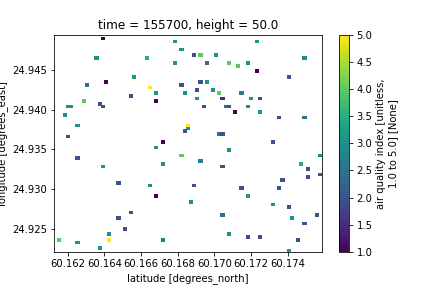 time = 155700, height = 50.0
longitude [degrees_east]
24.945
24.940
24.935
24.930
24.925
60.162 60.164 60.166 60.168 60.170 60.172 60.174
latitude [degrees_north]
5.0
4.5
4.0
3.5
3.0
2.5
2.0
1.5
1.0
air quality index [unitless,
1.0 to 5.0] [None]